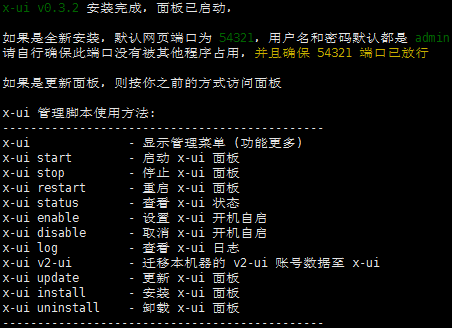 x-ui v0.3.2 安装完成，面板已启动，
如果是全新安装，默认网页端口为 54321，用户名和密码默认都是 admin
请自行确保此端口没有被其他程序占用，并且确保 54321 端口已放行
如果是更新面板，则按你之前的方式访问面板
x-ui 管理脚本使用方法:
----------------------------------------------
x-ui              - 显示管理菜单 (功能更多)
x-ui start        - 启动 x-ui 面板
x-ui stop         - 停止 x-ui 面板
x-ui restart      - 重启 x-ui 面板
x-ui status       - 查看 x-ui 状态
x-ui enable       - 设置 x-ui 开机自启
x-ui disable      - 取消 x-ui 开机自启
x-ui log          - 查看 x-ui 日志
x-ui v2-ui        - 迁移本机器的 v2-ui 账号数据至 x-ui
x-ui update       - 更新 x-ui 面板
x-ui install      - 安装 x-ui 面板
x-ui uninstall    - 卸载 x-ui 面板
----------------------------------------------